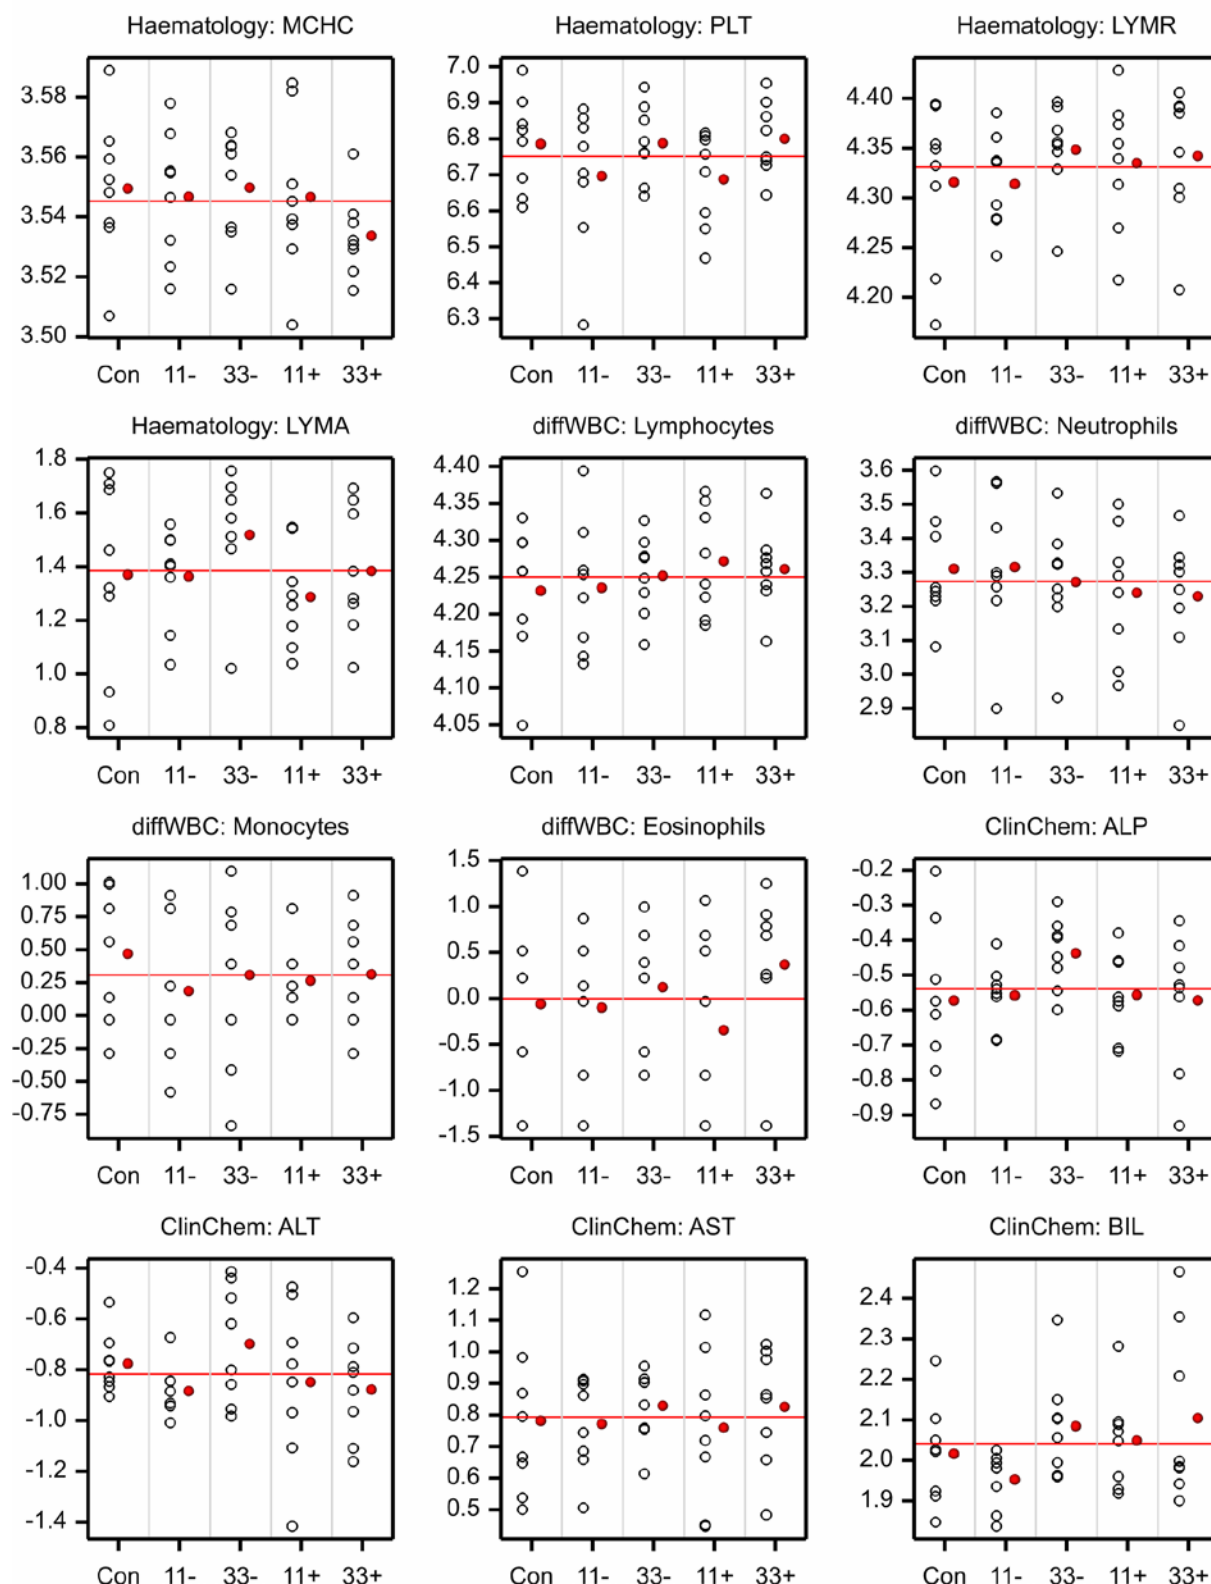 Haematology: MCHC Haematology: PLT Haematology: LYMR
3.58 3.56 3.54 3.52 3.50
7.0 6.9 6.8 6.7 6.6 6.5 6.4 6.3
4.40 4.35 4.30 4.25 4.20
Con 11- 33- 11+ 33+ Con 11- 33- 11+ 33+ Con 11- 33- 11+ 33+
Haematology: LYMA diffWBC: Lymphocytes diffWBC: Neutrophils
1.8 1.6 1.4 1.2 1.0 0.8
4.40 4.35 4.30 4.25 4.20 4.15 4.10 4.05
3.6 3.5 3.4 3.3 3.2 3.1 3.0 2.9
Con 11- 33- 11+ 33+ Con 11- 33- 11+ 33+ Con 11- 33- 11+ 33+
diffWBC: Monocytes diffWBC: Eosinophils ClinChem: ALP
1.00 0.75 0.50 0.25 0.00 -0.25 -0.50 -0.75
1.5 1.0 0.5 0.0 -0.5 -1.0 -1.5
-0.2 -0.3 -0.4 -0.5 -0.6 -0.7 -0.8 -0.9
Con 11- 33- 11+ 33+ Con 11- 33- 11+ 33+ Con 11- 33- 11+ 33+
ClinChem: ALT ClinChem: AST ClinChem: BIL
-0.4 -0.6 -0.8 -1.0 -1.2 -1.4
1.2 1.1 1.0 0.9 0.8 0.7 0.6 0.5
2.4 2.3 2.2 2.1 2.0 1.9
Con 11- 33- 11+ 33+ Con 11- 33- 11+ 33+ Con 11- 33- 11+ 33+